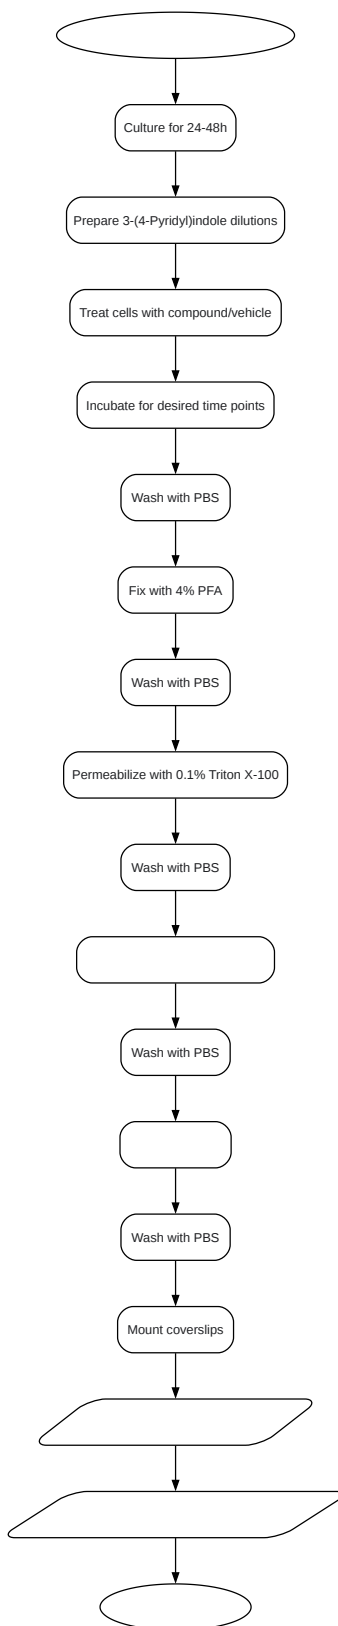 Culture for 24-48h
Prepare 3-(4-Pyridyl)indole dilutions
Treat cells with compound/vehicle
Incubate for desired time points
Wash with PBS
Fix with 4% PFA
Wash with PBS
Permeabilize with 0.1% Triton X-100
Wash with PBS
Wash with PBS
Wash with PBS
Mount coverslips